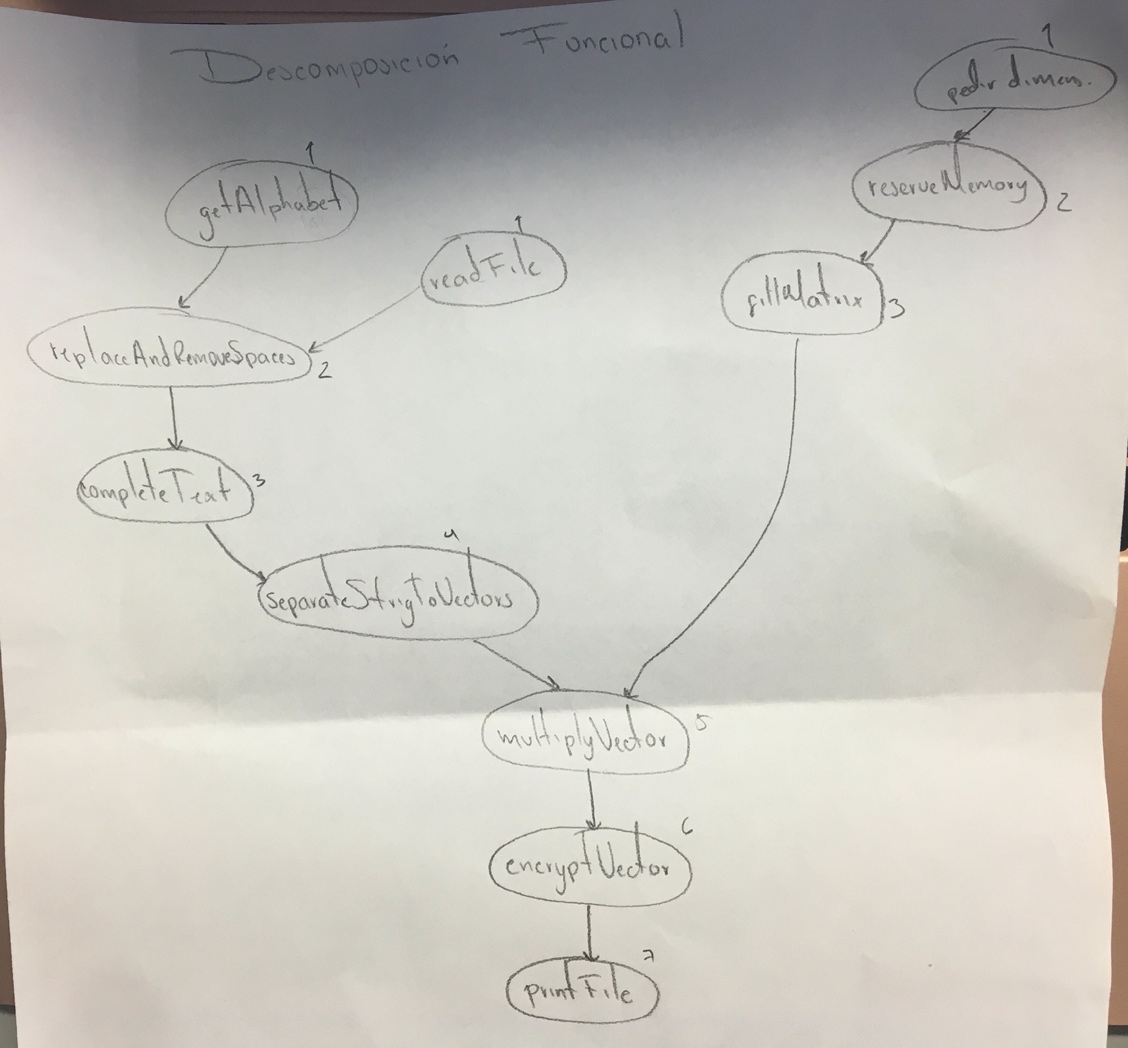 Descomposición Funcional
1
pedir dimens.
reserveMemory 2
fillMatrix 3
1
getAlphabet
1
readFile
replaceAndRemoveSpaces 2
completeText 3
4
separateStrigToVectors
multiplyVector 5
6
encryptVector
7
printFile